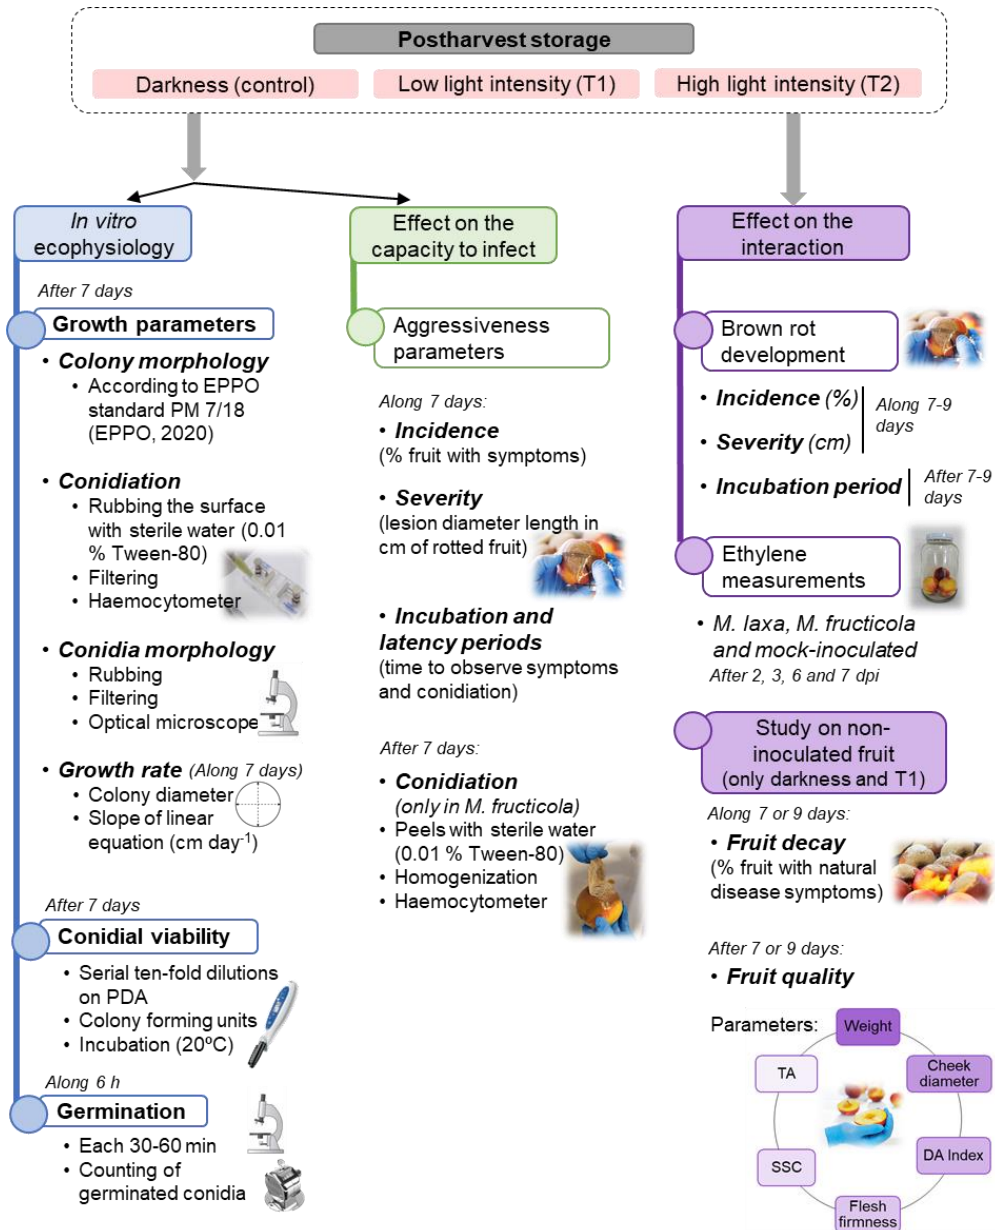 Postharvest storage
Darkness (control)
Low light intensity (T1)
High light intensity (T2)
In vitro
ecophysiology
After 7 days
Growth parameters
• Colony morphology
• According to EPPO
standard PM 7/18
(EPPO, 2020)
• Conidiation
• Rubbing the surface
with sterile water (0.01
% Tween-80)
• Filtering
• Haemocytometer
• Conidia morphology
• Rubbing
• Filtering
• Optical microscope
• Growth rate (Along 7 days)
• Colony diameter
• Slope of linear
equation (cm day-1)
After 7 days
Conidial viability
• Serial ten-fold dilutions
on PDA
• Colony forming units
• Incubation (20ºC)
Along 6 h
Germination
• Each 30-60 min
• Counting of
germinated conidia
Effect on the
capacity to infect
Aggressiveness
parameters
Along 7 days:
• Incidence
(% fruit with symptoms)
• Severity
(lesion diameter length in
cm of rotted fruit)
• Incubation and
latency periods
(time to observe symptoms
and conidiation)
After 7 days:
• Conidiation
(only in M. fructicola)
• Peels with sterile water
(0.01 % Tween-80)
• Homogenization
• Haemocytometer
Effect on the
interaction
Brown rot
development
• Incidence (%)
• Severity (cm)
Along 7-9
days
• Incubation period
After 7-9
days
Ethylene
measurements
• M. laxa, M. fructicola
and mock-inoculated
After 2, 3, 6 and 7 dpi
Study on non-
inoculated fruit
(only darkness and T1)
Along 7 or 9 days:
• Fruit decay
(% fruit with natural
disease symptoms)
After 7 or 9 days:
• Fruit quality
Parameters:
Weight
Cheek
diameter
DA Index
Flesh
firmness
SSC
TA